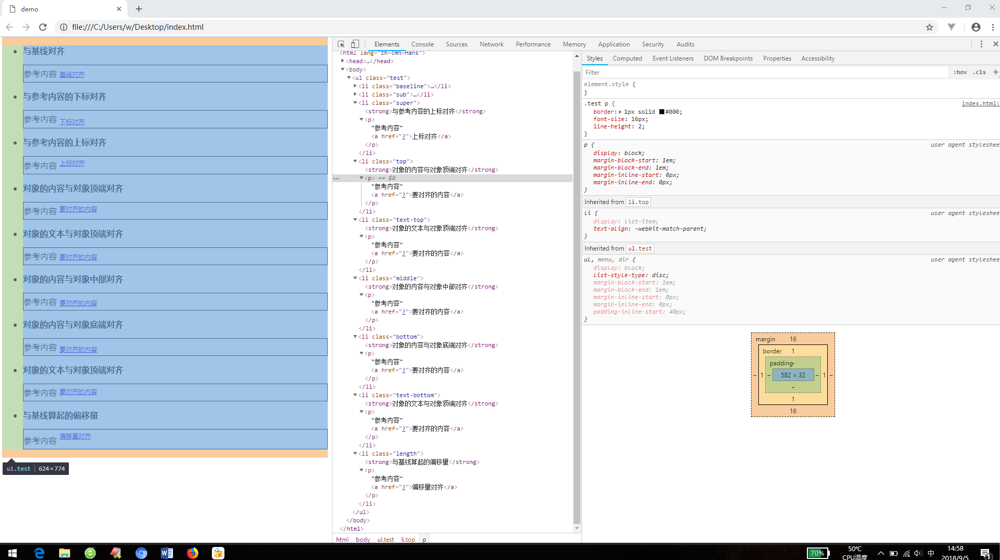 demo
file:///C:/Users/w/Desktop/index.html
与基线对齐
参考内容 基线对齐
与参考内容的下标对齐
参考内容 下标对齐
与参考内容的上标对齐
参考内容 上标对齐
对象的内容与对象顶端对齐
参考内容 要对齐的内容
对象的文本与对象顶端对齐
参考内容 要对齐的内容
对象的内容与对象中部对齐
参考内容 要对齐的内容
对象的内容与对象底端对齐
参考内容 要对齐的内容
对象的文本与对象顶端对齐
参考内容 要对齐的内容
与基线算起的偏移量
参考内容 偏移量对齐
ul.test 624×774
Elements Console Sources Network Performance Memory Application Security Audits
<html lang="zh-cmn-Hans">
<head>…</head>
<body>
<ul class="test">
<li class="baseline">…</li>
<li class="sub">…</li>
<li class="super">
<strong>与参考内容的上标对齐</strong>
<p>
"参考内容"
<a href="?">上标对齐</a>
</p>
</li>
<li class="top">
<strong>对象的内容与对象顶端对齐</strong>
… <p> == $0
"参考内容"
<a href="?">要对齐的内容</a>
</p>
</li>
<li class="text-top">
<strong>对象的文本与对象顶端对齐</strong>
<p>
"参考内容"
<a href="?">要对齐的内容</a>
</p>
</li>
<li class="middle">
<strong>对象的内容与对象中部对齐</strong>
<p>
"参考内容"
<a href="?">要对齐的内容</a>
</p>
</li>
<li class="bottom">
<strong>对象的内容与对象底端对齐</strong>
<p>
"参考内容"
<a href="?">要对齐的内容</a>
</p>
</li>
<li class="text-bottom">
<strong>对象的文本与对象顶端对齐</strong>
<p>
"参考内容"
<a href="?">要对齐的内容</a>
</p>
</li>
<li class="length">
<strong>与基线算起的偏移量</strong>
<p>
"参考内容"
<a href="?">偏移量对齐</a>
</p>
</li>
</ul>
</body>
</html>
html body ul.test li.top p
Styles Computed Event Listeners DOM Breakpoints Properties Accessibility
Filter :hov .cls +
element.style {
}
.test p { index.html:
border: 1px solid #000;
font-size: 16px;
line-height: 2;
}
p { user agent styleshee
display: block;
margin-block-start: 1em;
margin-block-end: 1em;
margin-inline-start: 0px;
margin-inline-end: 0px;
}
Inherited from li.top
li { user agent styleshee
display: list-item;
text-align: -webkit-match-parent;
}
Inherited from ul.test
ul, menu, dir { user agent styleshee
display: block;
list-style-type: disc;
margin-block-start: 1em;
margin-block-end: 1em;
margin-inline-start: 0px;
margin-inline-end: 0px;
padding-inline-start: 40px;
}
margin 16
border 1
padding –
– 1 – 582 × 32 – 1 –
–
1
16
70% 50℃ 中 14:58
CPU温度 2018/9/5 1